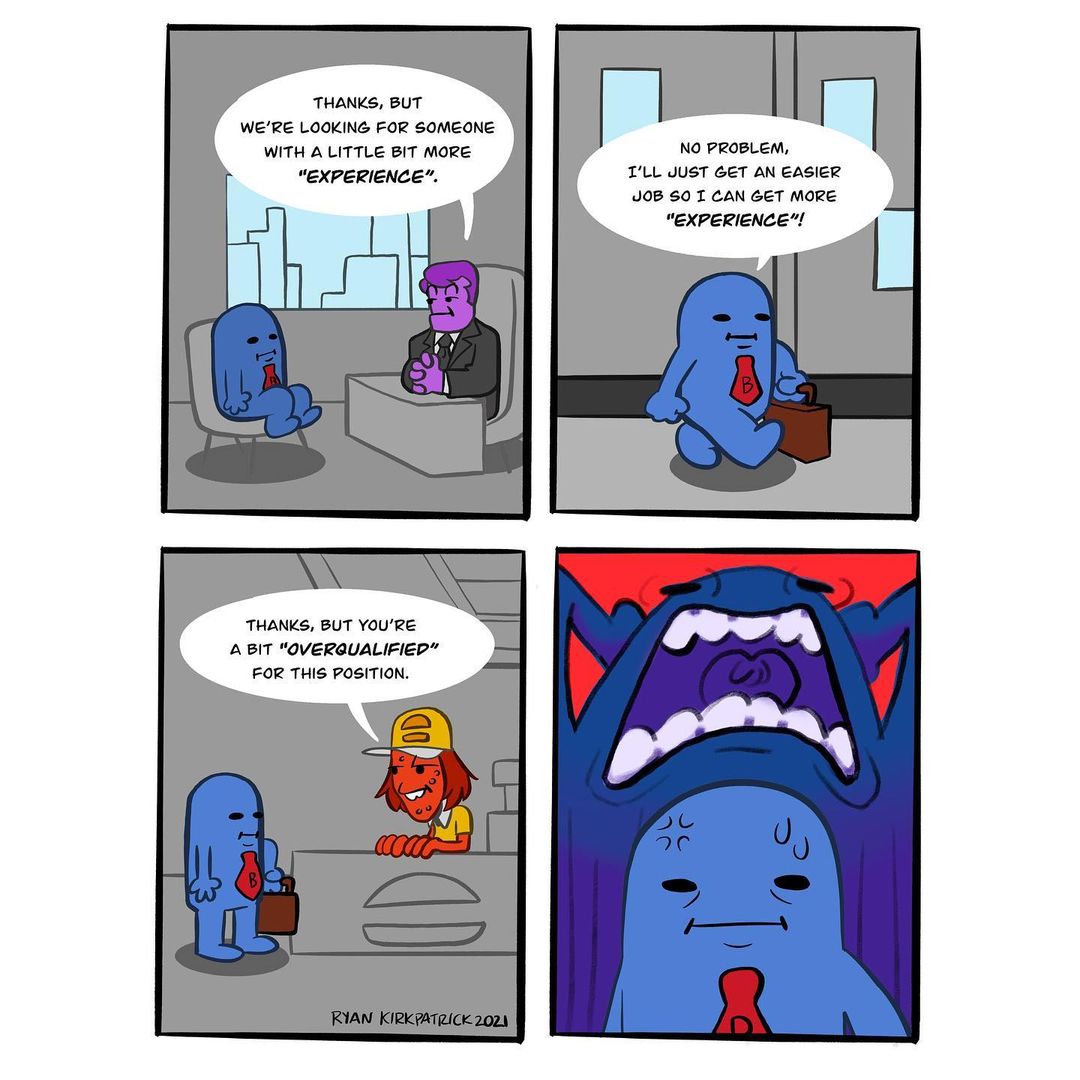 THANKS, BUT
WE'RE LOOKING FOR SOMEONE
WITH A LITTLE BIT MORE
"EXPERIENCE".
B
NO PROBLEM,
I'LL JUST GET AN EASIER
JOB SO I CAN GET MORE
"EXPERIENCE"!
B
THANKS, BUT YOU'RE
A BIT "OVERQUALIFIED"
FOR THIS POSITION.
B
RYAN KIRKPATRICK 2021
B